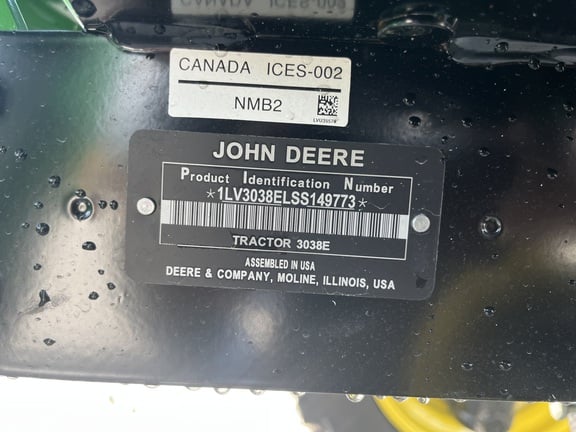 CANADA ICES-002
NMB2
JOHN DEERE
Product Identification Number
*1LV3038ELSS149773*
TRACTOR 3038E
ASSEMBLED IN USA
DEERE & COMPANY, MOLINE, ILLINOIS, USA